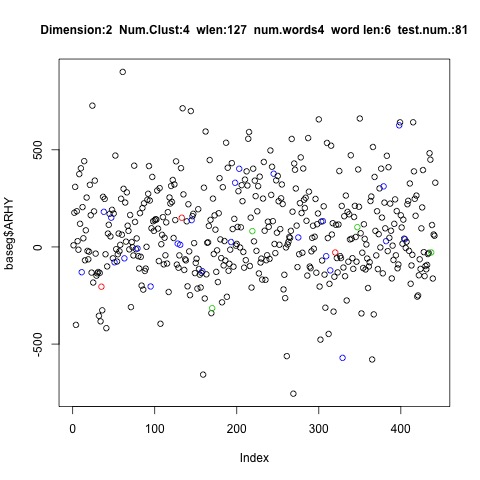 Dimension:2 Num.Clust:4 wlen:127 num.words4 word len:6 test.num.:81
baseg$ARHY
500
0
-500
0 100 200 300 400
Index